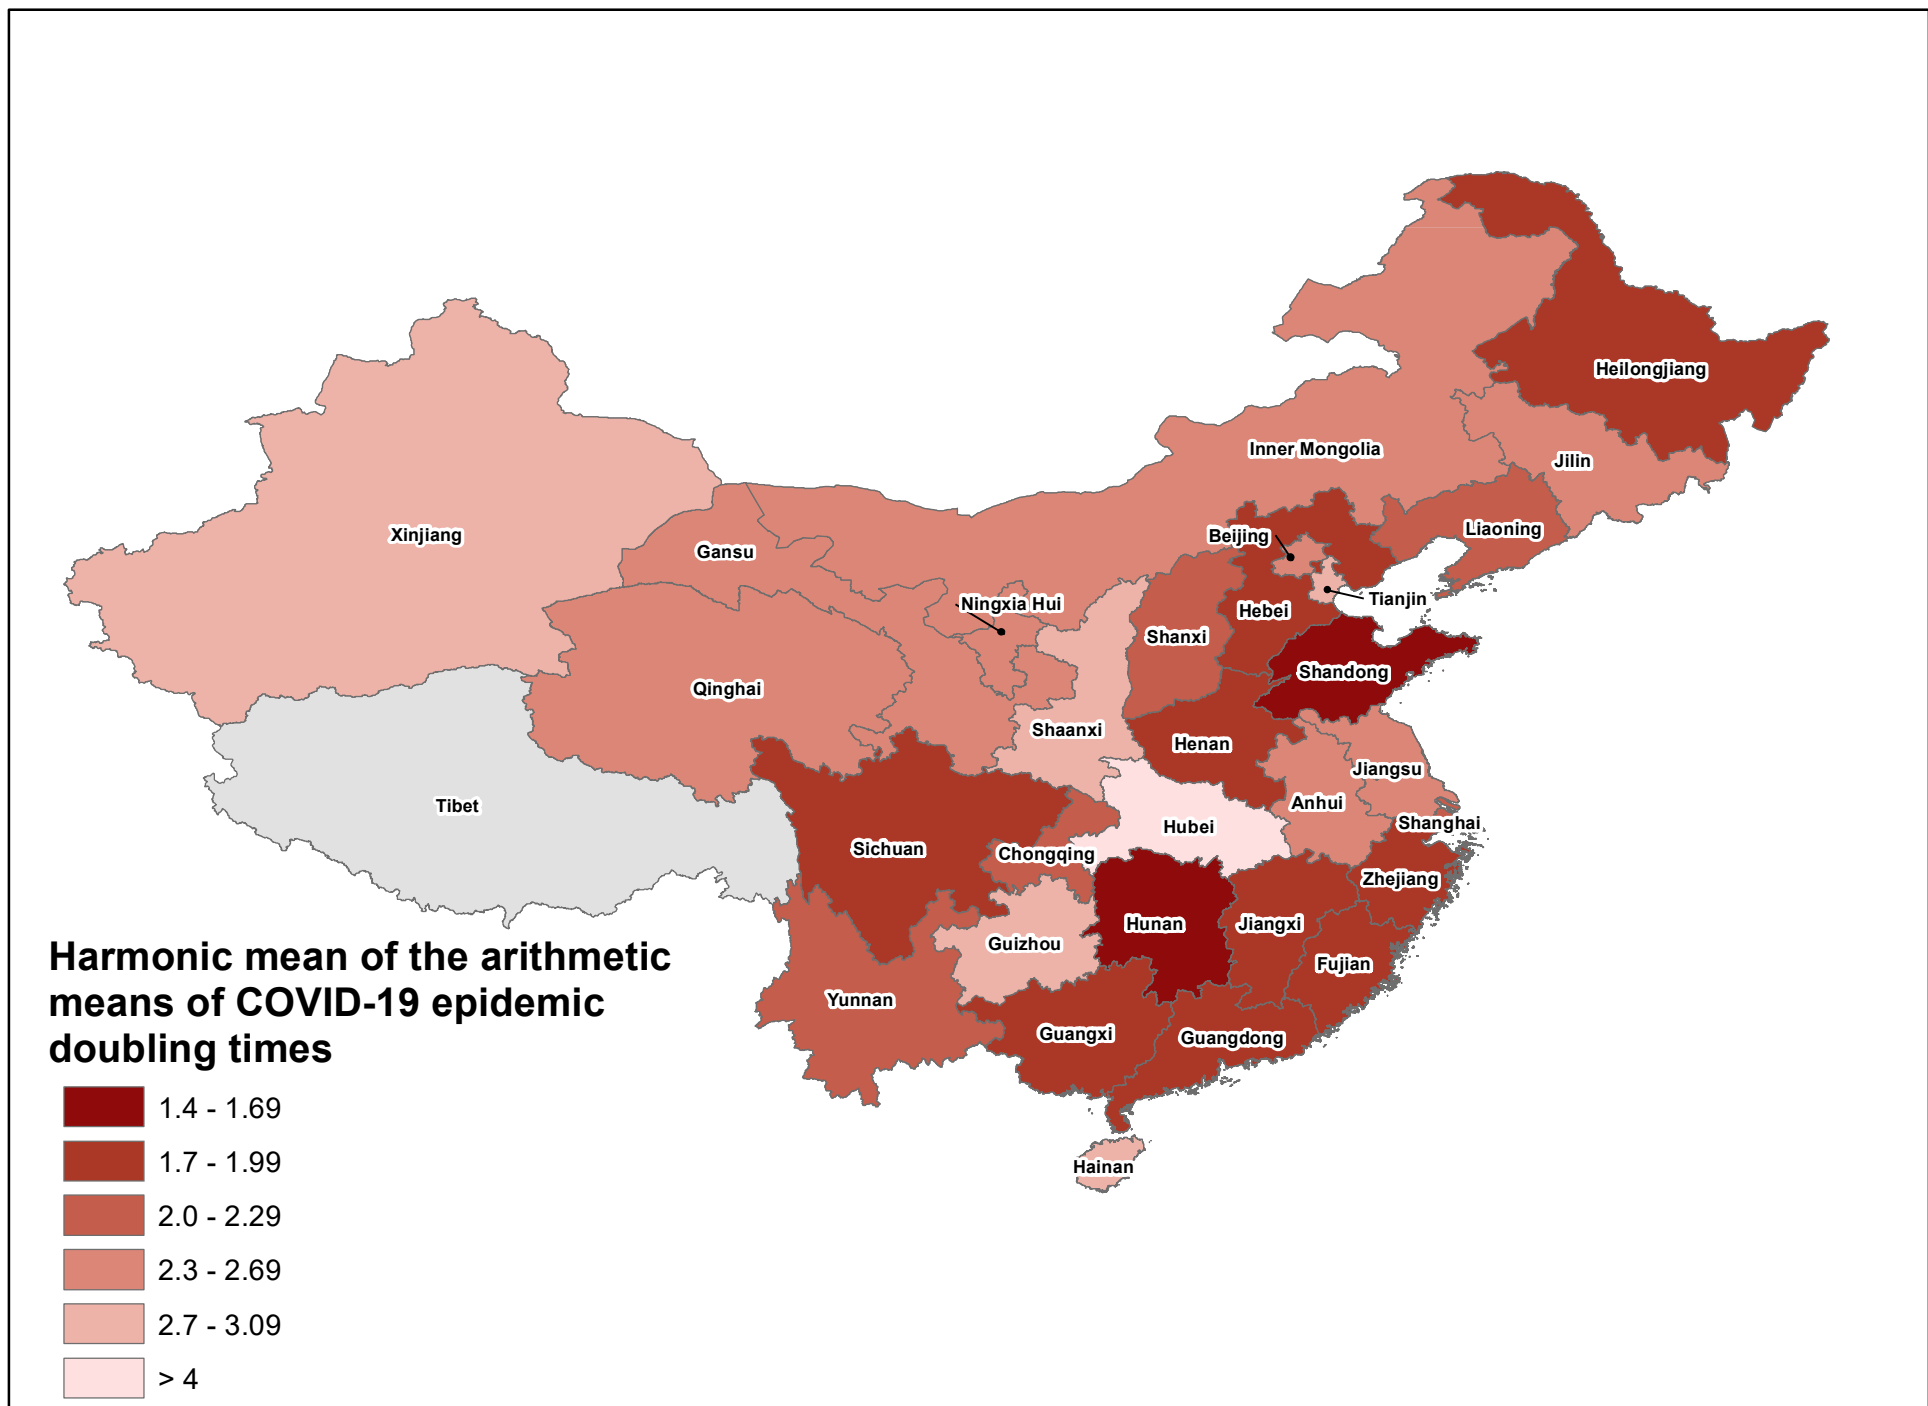 Heilongjiang
Inner Mongolia
Jilin
Xinjiang
Liaoning
Beijing
Gansu
Ningxia Hui
Tianjin
Hebei
Shanxi
Shandong
Qinghai
Shaanxi
Henan
Jiangsu
Anhui
Tibet
Shanghai
Hubei
Sichuan
Chongqing
Zhejiang
Hunan
Jiangxi
Guizhou
Fujian
Yunnan
Guangxi
Guangdong
Hainan
Harmonic mean of the arithmetic
means of COVID-19 epidemic
doubling times
1.4 - 1.69
1.7 - 1.99
2.0 - 2.29
2.3 - 2.69
2.7 - 3.09
> 4